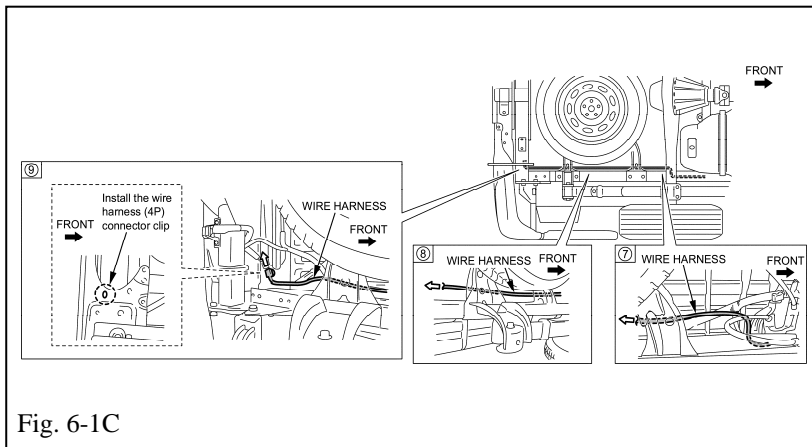 FRONT
9
Install the wire
harness (4P)
connector clip
FRONT
WIRE HARNESS
FRONT
8
WIRE HARNESS
FRONT
7
WIRE HARNESS
FRONT
Fig. 6-1C